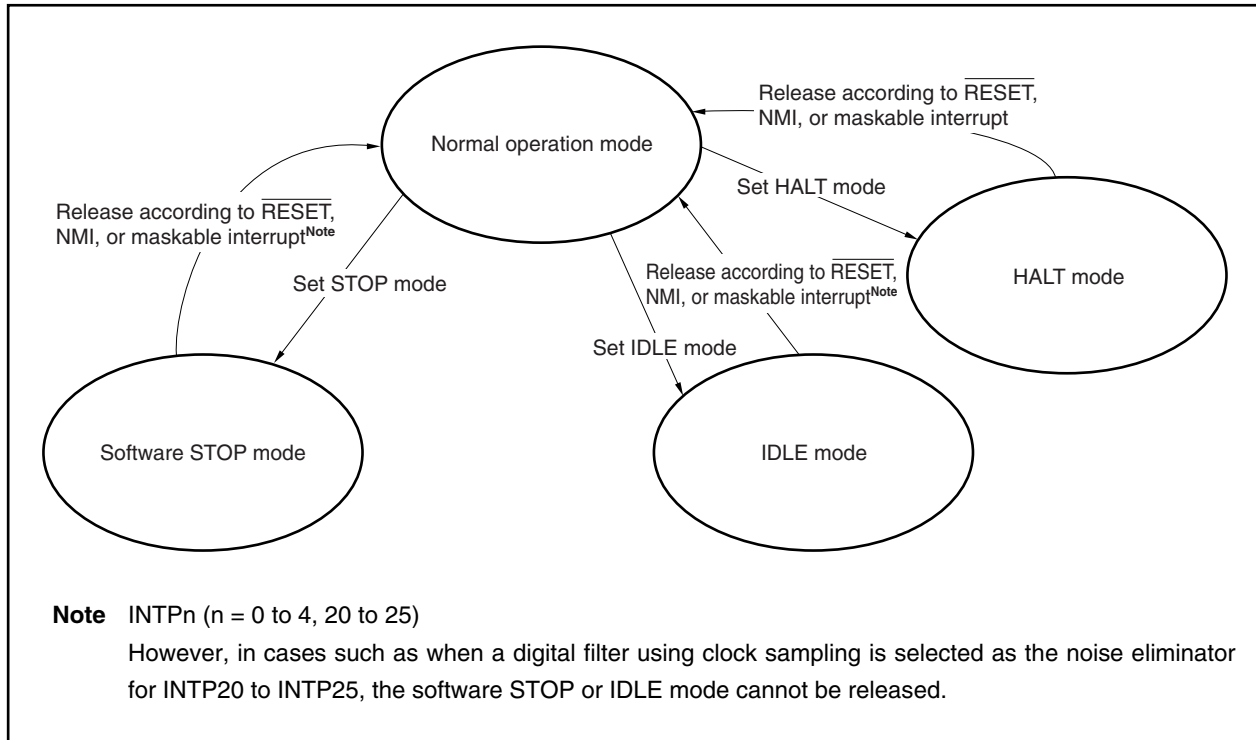 Normal operation mode
Release according to RESET,
NMI, or maskable interrupt
Set HALT mode
HALT mode
Release according to RESET,
NMI, or maskable interruptNote
Set STOP mode
Release according to RESET,
NMI, or maskable interruptNote
Set IDLE mode
Software STOP mode
IDLE mode
Note INTPn (n = 0 to 4, 20 to 25)
However, in cases such as when a digital filter using clock sampling is selected as the noise eliminator
for INTP20 to INTP25, the software STOP or IDLE mode cannot be released.